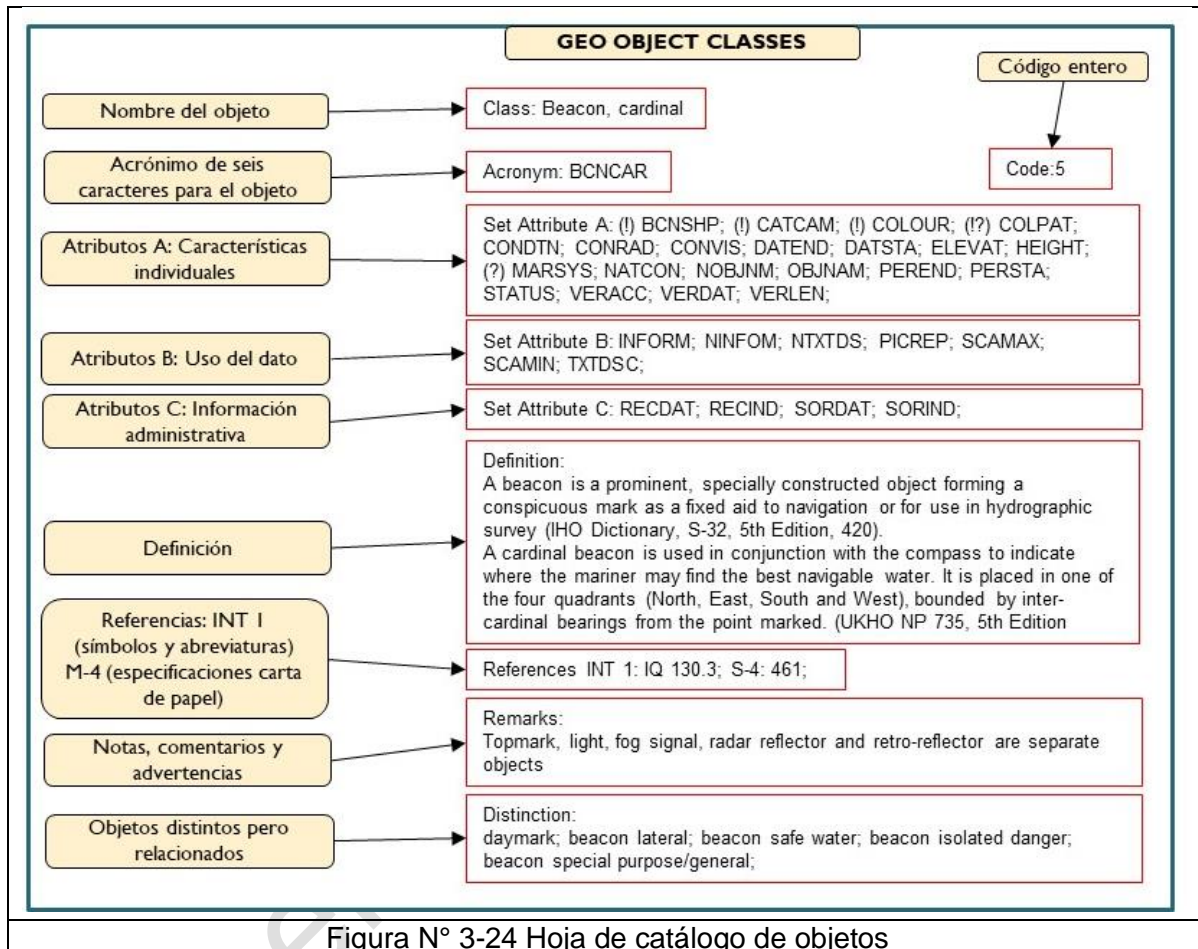 GEO OBJECT CLASSES
Código entero
Nombre del objeto
Class: Beacon, cardinal
Acrónimo de seis
caracteres para el objeto
Acronym: BCNCAR
Code:5
Atributos A: Características
individuales
Set Attribute A: (!) BCNSHP; (!) CATCAM; (!) COLOUR; (!?) COLPAT;
CONDTN; CONRAD; CONVIS; DATEND; DATSTA; ELEVAT; HEIGHT;
(?) MARSYS; NATCON; NOBJNM; OBJNAM; PEREND; PERSTA;
STATUS; VERACC; VERDAT; VERLEN;
Atributos B: Uso del dato
Set Attribute B: INFORM; NINFOM; NTXTDS; PICREP; SCAMAX;
SCAMIN; TXTDSC;
Atributos C: Información
administrativa
Set Attribute C: RECDAT; RECIND; SORDAT; SORIND;
Definición
Definition:
A beacon is a prominent, specially constructed object forming a
conspicuous mark as a fixed aid to navigation or for use in hydrographic
survey (IHO Dictionary, S-32, 5th Edition, 420).
A cardinal beacon is used in conjunction with the compass to indicate
where the mariner may find the best navigable water. It is placed in one of
the four quadrants (North, East, South and West), bounded by inter-
cardinal bearings from the point marked. (UKHO NP 735, 5th Edition
Referencias: INT 1
(símbolos y abreviaturas)
M-4 (especificaciones carta
de papel)
References INT 1: IQ 130.3; S-4: 461;
Notas, comentarios y
advertencias
Remarks:
Topmark, light, fog signal, radar reflector and retro-reflector are separate
objects
Objetos distintos pero
relacionados
Distinction:
daymark; beacon lateral; beacon safe water; beacon isolated danger;
beacon special purpose/general;
Figura N° 3-24 Hoja de catálogo de objetos